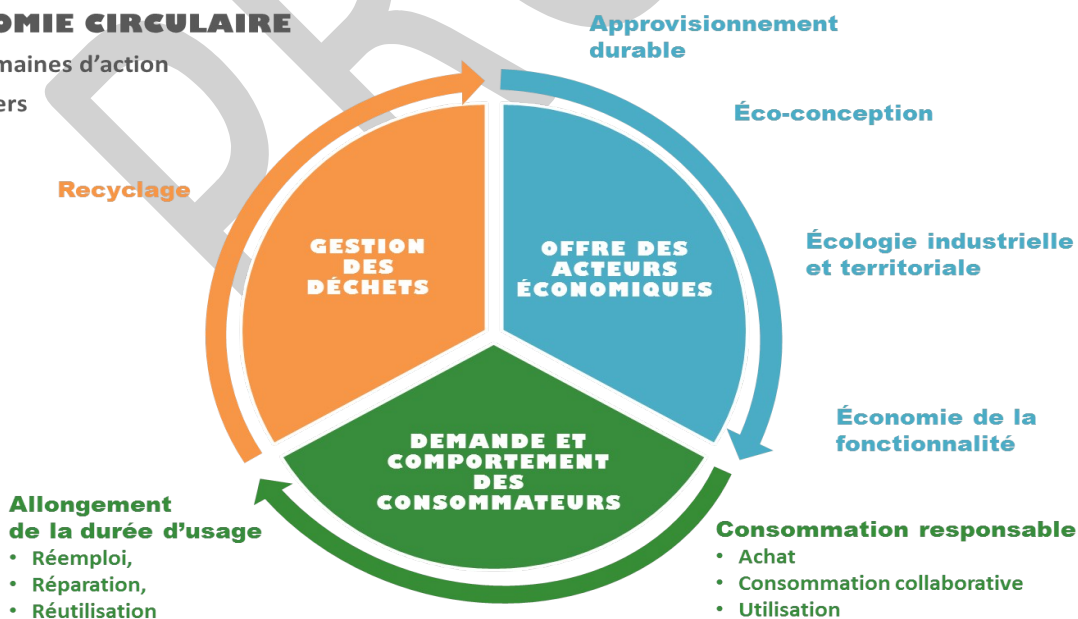 OMIE CIRCULAIRE
maines d'action
ers
Approvisionnement
durable
Éco-conception
Écologie industrielle
et territoriale
Économie de la
fonctionnalité
Consommation responsable
• Achat
• Consommation collaborative
• Utilisation
Allongement
de la durée d'usage
• Réemploi,
• Réparation,
• Réutilisation
Recyclage
GESTION
DES
DÉCHETS
OFFRE DES
ACTEURS
ÉCONOMIQUES
DEMANDE ET
COMPORTEMENT
DES
CONSOMMATEURS